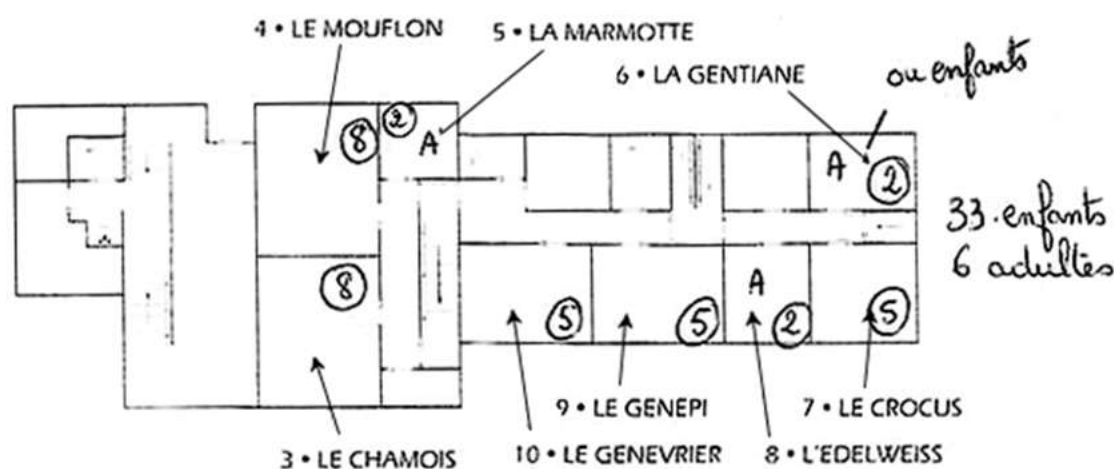 4 • LE MOUFLON
5 • LA MARMOTTE
6 • LA GENTIANE
ou enfants
8
2
A
A
2
33 enfants
6 adultes
8
5
5
A
2
5
9 • LE GENEPI
7 • LE CROCUS
3 • LE CHAMOIS
10 • LE GENEVRIER
8 • L'EDELWEISS